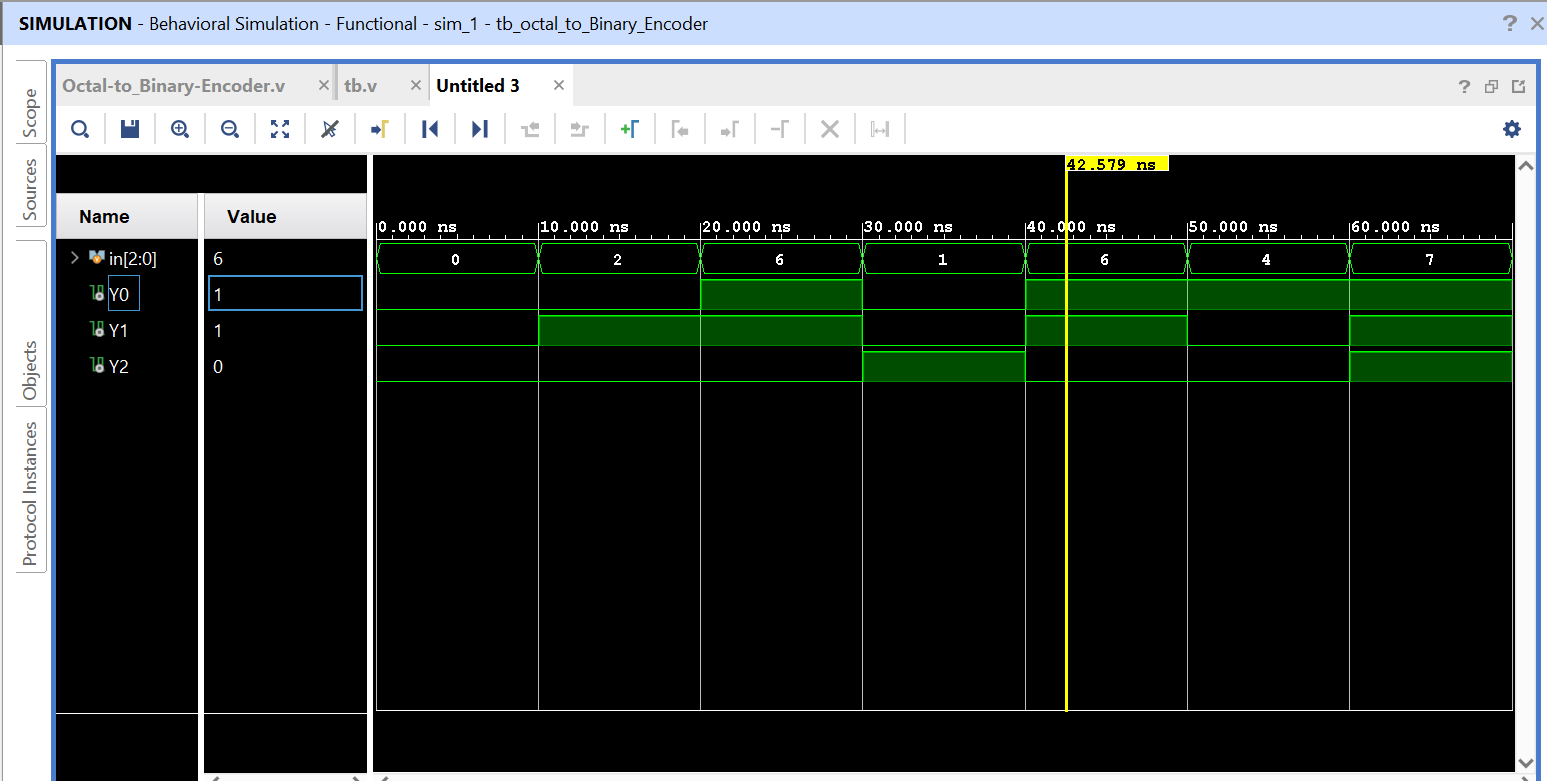 SIMULATION - Behavioral Simulation - Functional - sim_1 - tb_octal_to_Binary_Encoder
?
Scope
Sources
Objects
Protocol Instances
Octal-to_Binary-Encoder.v
tb.v
Untitled 3
?
42.579 ns
Name
Value
0.000 ns 10.000 ns 20.000 ns 30.000 ns 40.000 ns 50.000 ns 60.000 ns
in[2:0] 6 0 2 6 1 6 4 7
Y0 1
Y1 1
Y2 0